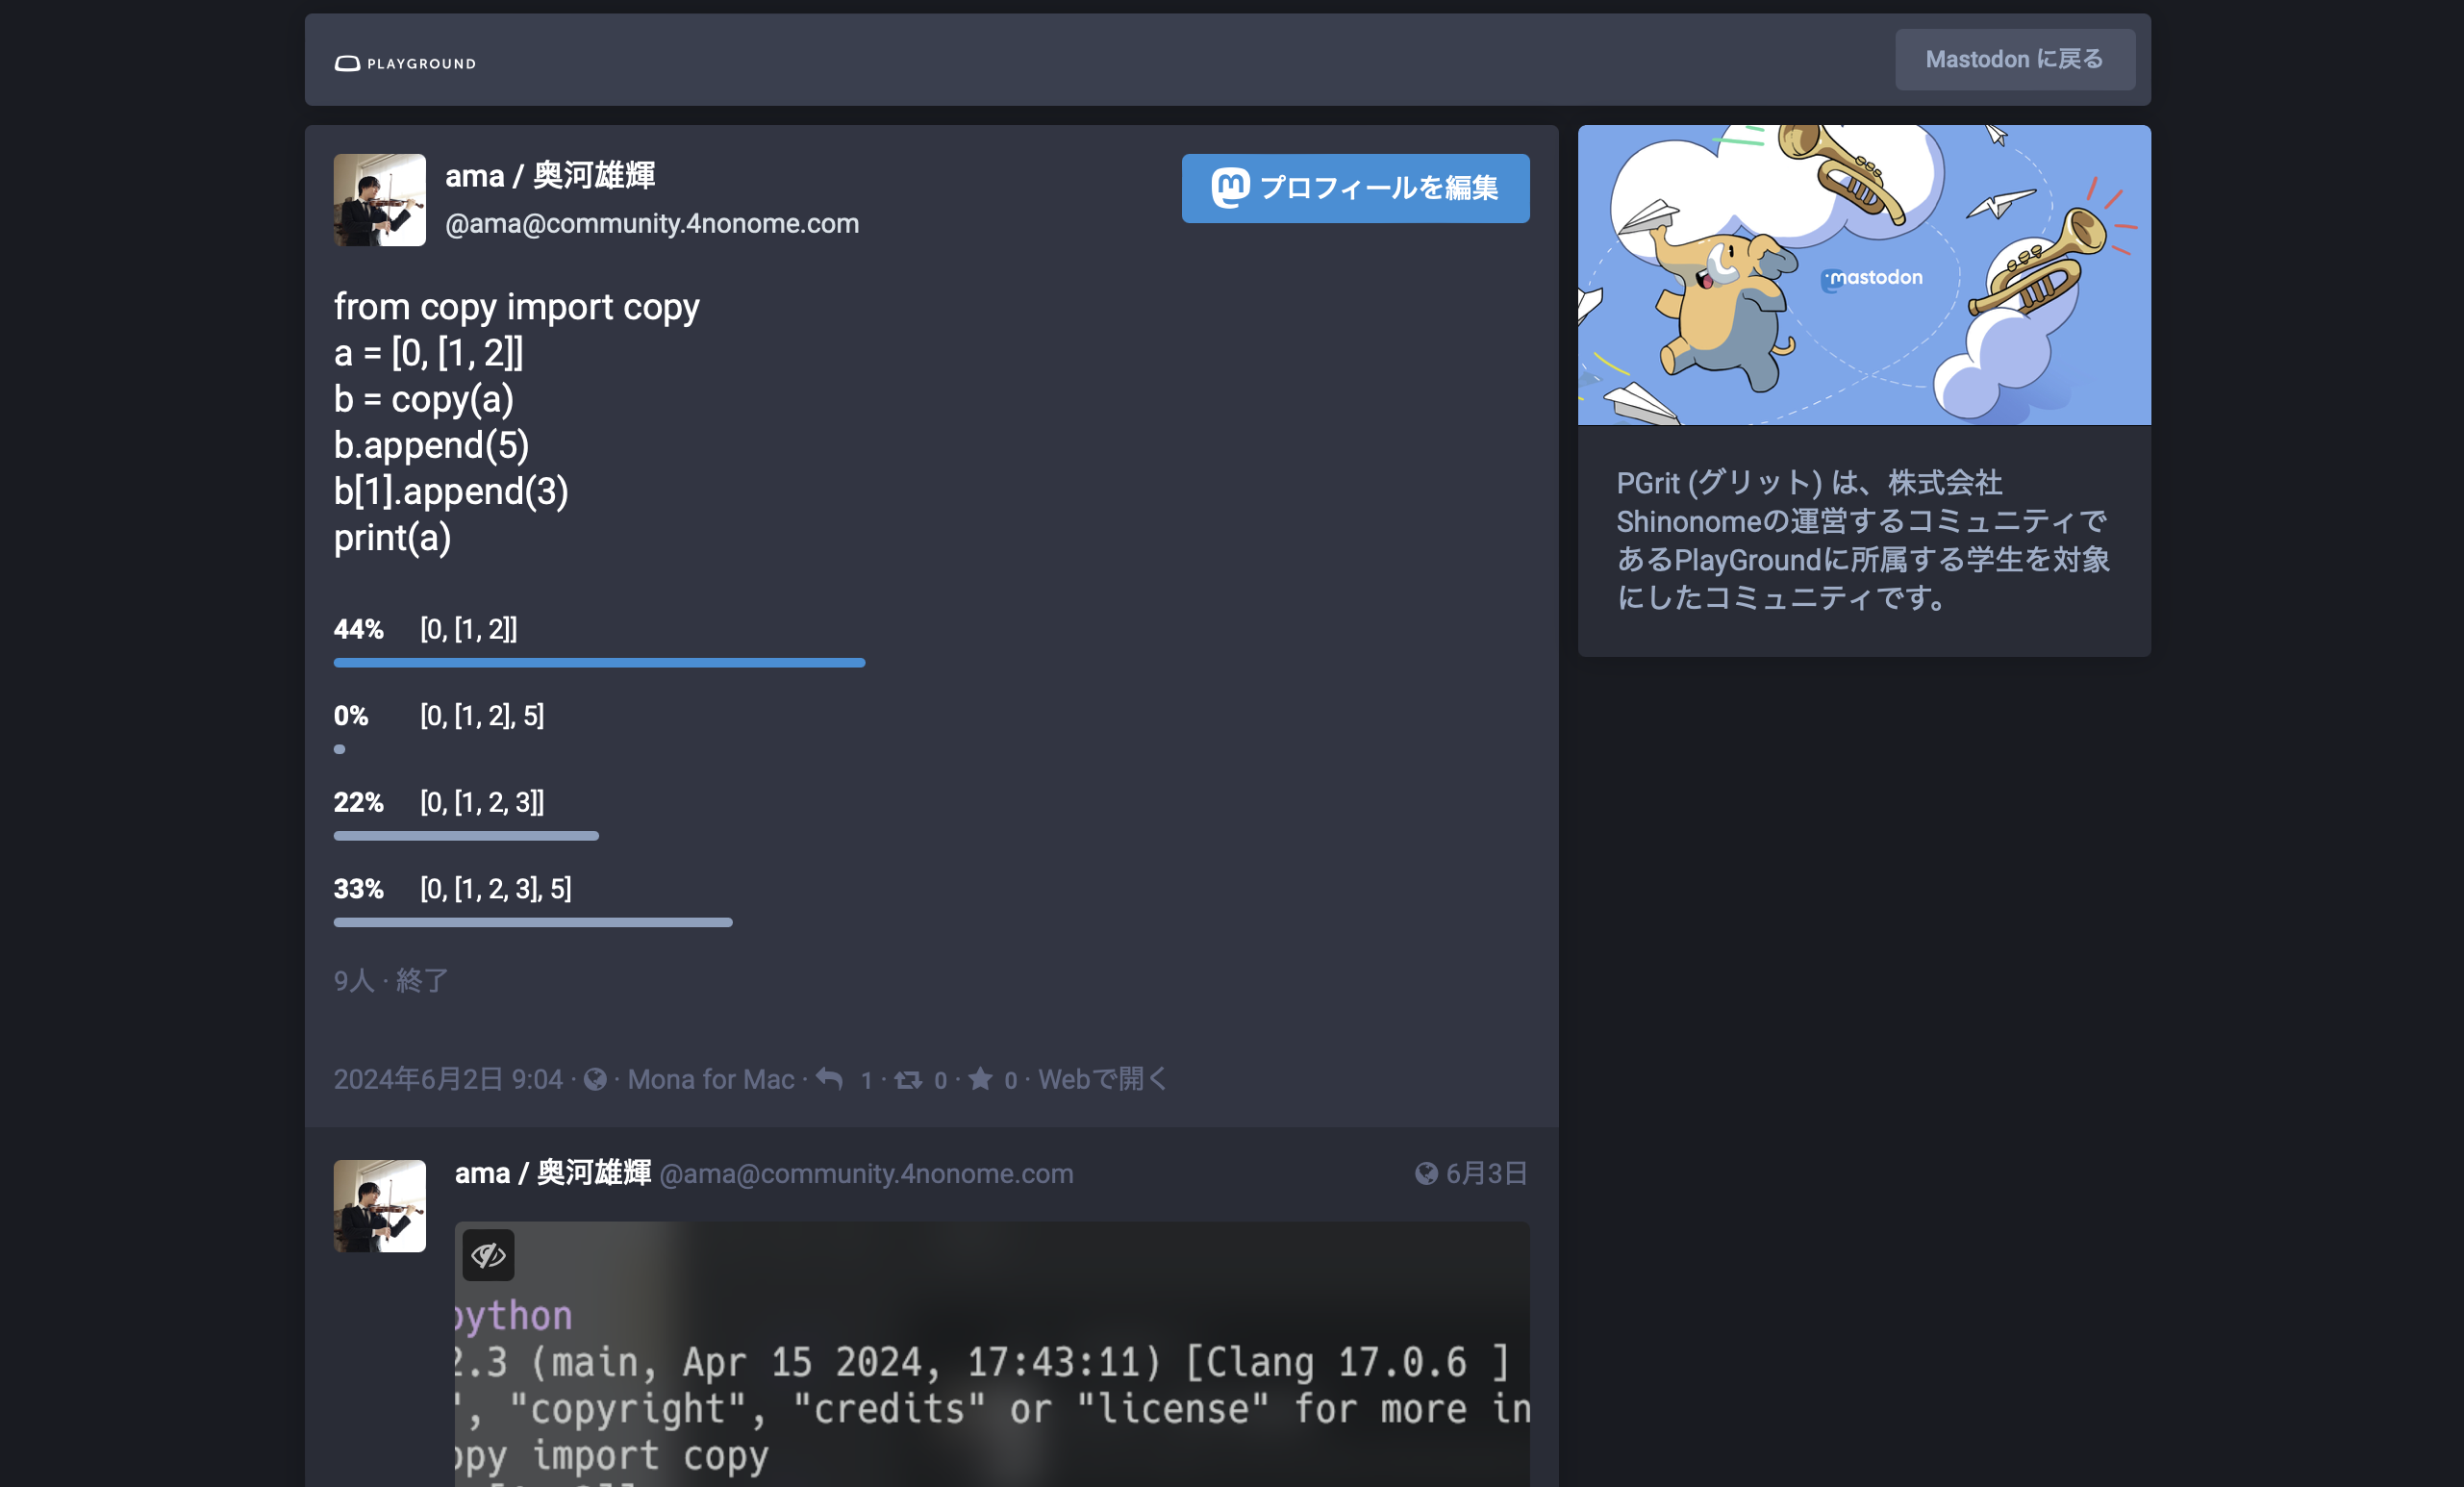 PLAYGROUND
Mastodon に戻る
ama / 奥河雄輝
@ama@community.4nonome.com
プロフィールを編集
from copy import copy
a = [0, [1, 2]]
b = copy(a)
b.append(5)
b[1].append(3)
print(a)
44% [0, [1, 2]]
0% [0, [1, 2], 5]
22% [0, [1, 2, 3]]
33% [0, [1, 2, 3], 5]
9人 · 終了
2024年6月2日 9:04 · · Mona for Mac · 1 · 0 · 0 · Webで開く
mastodon
PGrit (グリット) は、株式会社
Shinonomeの運営するコミュニティで
あるPlayGroundに所属する学生を対象
にしたコミュニティです。
ama / 奥河雄輝 @ama@community.4nonome.com 6月3日
python
2.3 (main, Apr 15 2024, 17:43:11) [Clang 17.0.6 ]
", "copyright", "credits" or "license" for more in
opy import copy